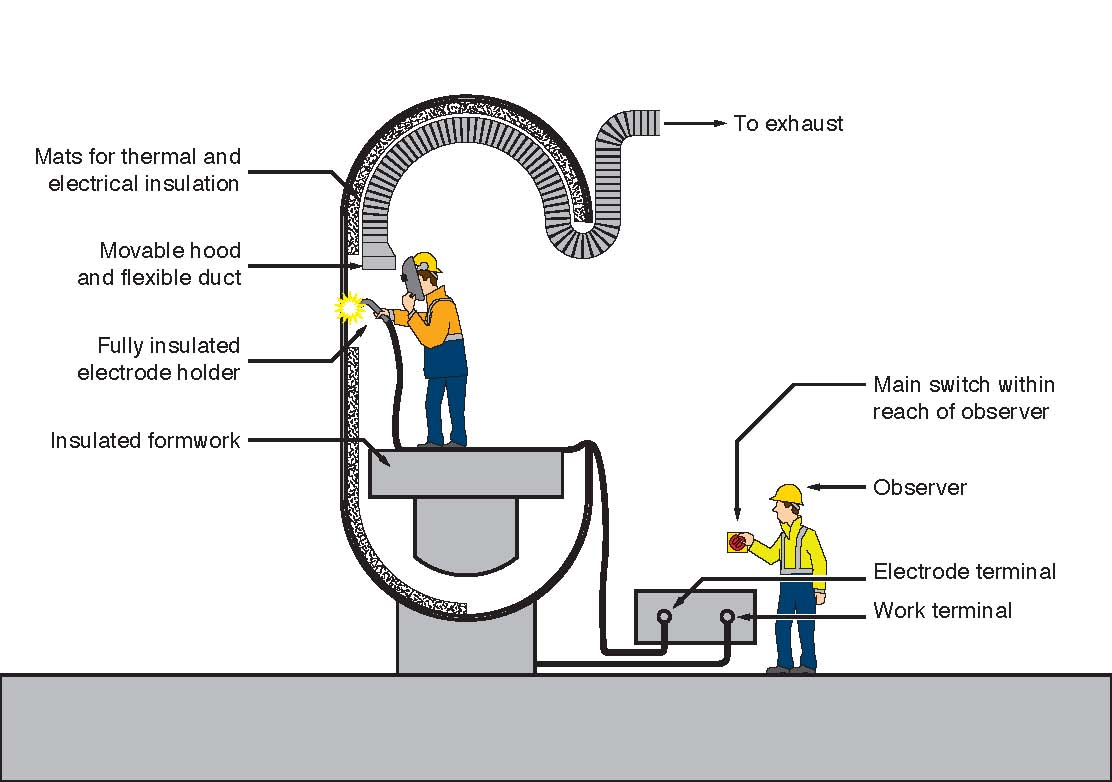 To exhaust
Mats for thermal and
electrical insulation
Movable hood
and flexible duct
Fully insulated
electrode holder
Insulated formwork
Main switch within
reach of observer
Observer
Electrode terminal
Work terminal